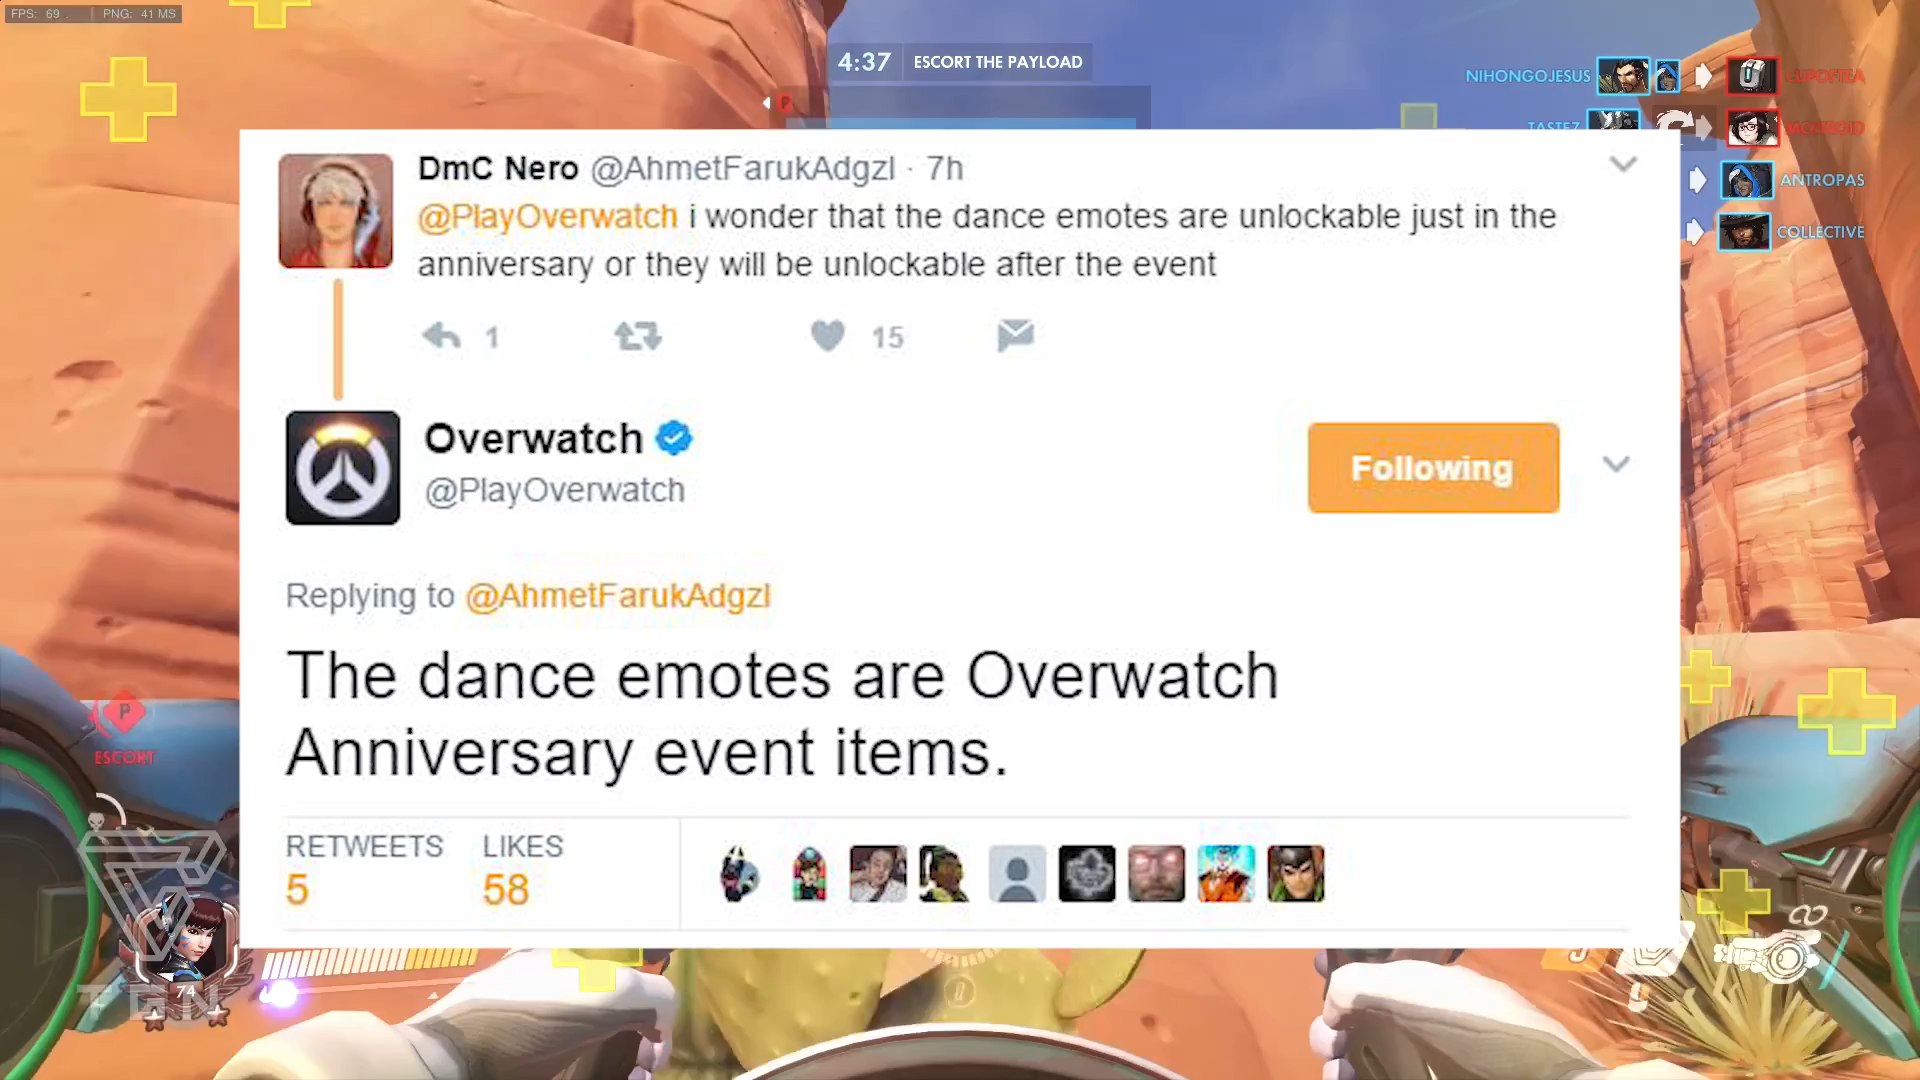 FPS: 69 PNG: 41 MS
4:37 ESCORT THE PAYLOAD
P
NIHONGOJESUS CUPOFTEA
TASTEZ
ANTROPAS
COLLECTIVE
DmC Nero @AhmetFarukAdgzl · 7h
@PlayOverwatch i wonder that the dance emotes are unlockable just in the
anniversary or they will be unlockable after the event
1 15
Overwatch
@PlayOverwatch
Following
Replying to @AhmetFarukAdgzl
The dance emotes are Overwatch
Anniversary event items.
P
ESCORT
RETWEETS LIKES
5 58
74
TGN